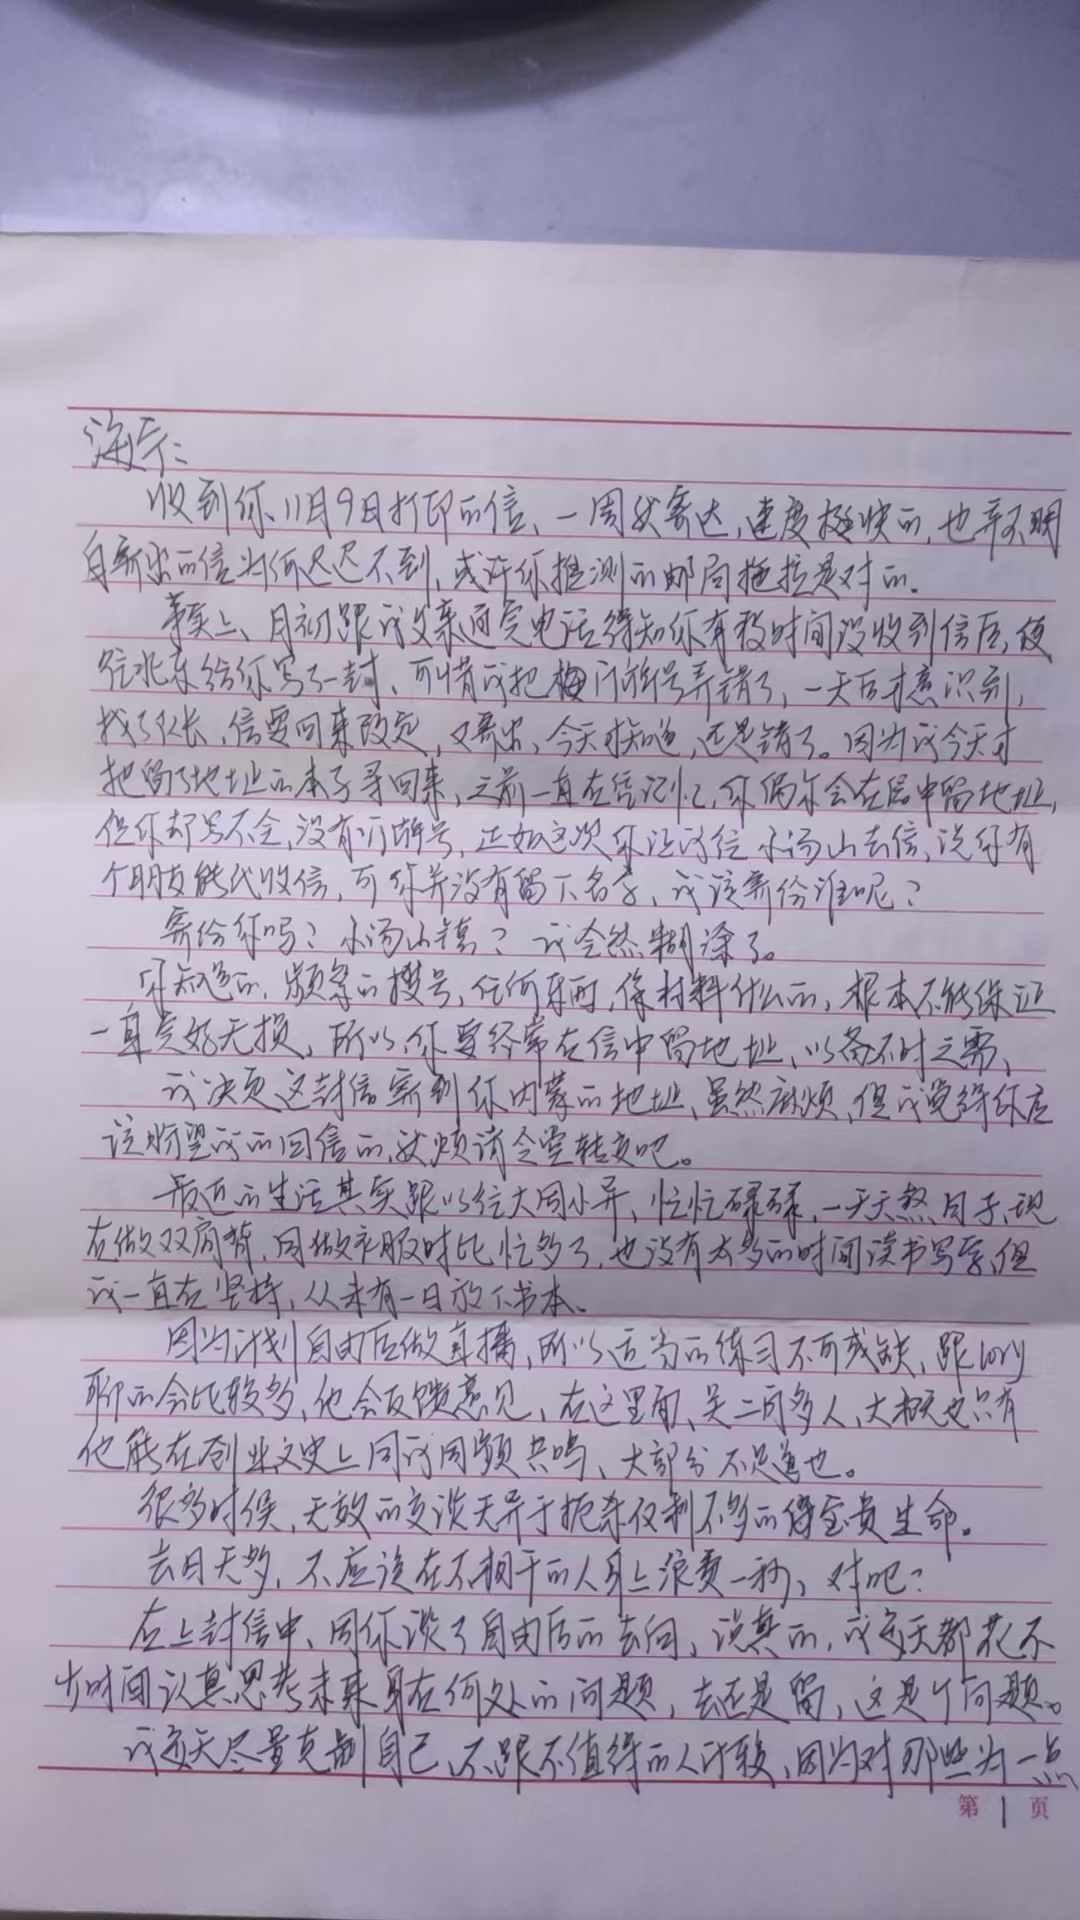 海乔:
收到你11月9日打印的信、一周次寄达,速度挺快的,也弄不明
白寄出的信为何迟迟不到,或许你推测的邮局拖拉是对的。
事实上、月初跟我父亲通完电话得知你有段时间没收到信后,便
往北京给你写了一封、可惜我把门牌号弄错了,一天后才意识到,
找了队长,信要回来改完,又寄出,今天才知道,还是错了。因为我今天才
把留了地址的本子寻回来,之前一直在凭记忆,你偶尔会在信中留地址,
但你却写不全,没有门牌号,正如这次你让我往小汤山去信,说你有
个朋友能代收信,可你并没有留下名字,我该寄给谁呢?
寄给你吗?小汤山镇?我全然糊涂了。
你知道的,频繁的搜号,任何东西,像材料什么的,根本不能保证
一直完好无损,所以你要经常在信中留地址、以备不时之需、
我决定这封信寄到你内蒙的地址、虽然麻烦,但我觉得你应
该盼望我的回信的,故烦请令堂转交吧。
最近的生活其实跟以往大同小异、忙忙碌碌,一天天熬日子,现
在做双肩背,同做衣服时比忙多了,也没有太多的时间读书写字,但
我一直在坚持,从未有一日放下书本、
因为计划自由后做直播,所以适当的练习不可或缺,跟
聊的会比较多,他会反馈意见、在这里面、关二百多人、大概也只有
他能在创业文史上同我同频共鸣、大部分不足道也。
很多时候,无效的交谈无异于扼杀仅剩不多的宝贵生命。
去日无多,不应该在不相干的人身上浪费一秒、对吧?
在上封信中、同你谈了自由后的去向、说真的,我每天都花不
少时间认真思考未来身在何处的问题,去还是留,这是个问题。
我每天尽量克制自己、不跟不值得的人计较,因为对那些为一点
第1页